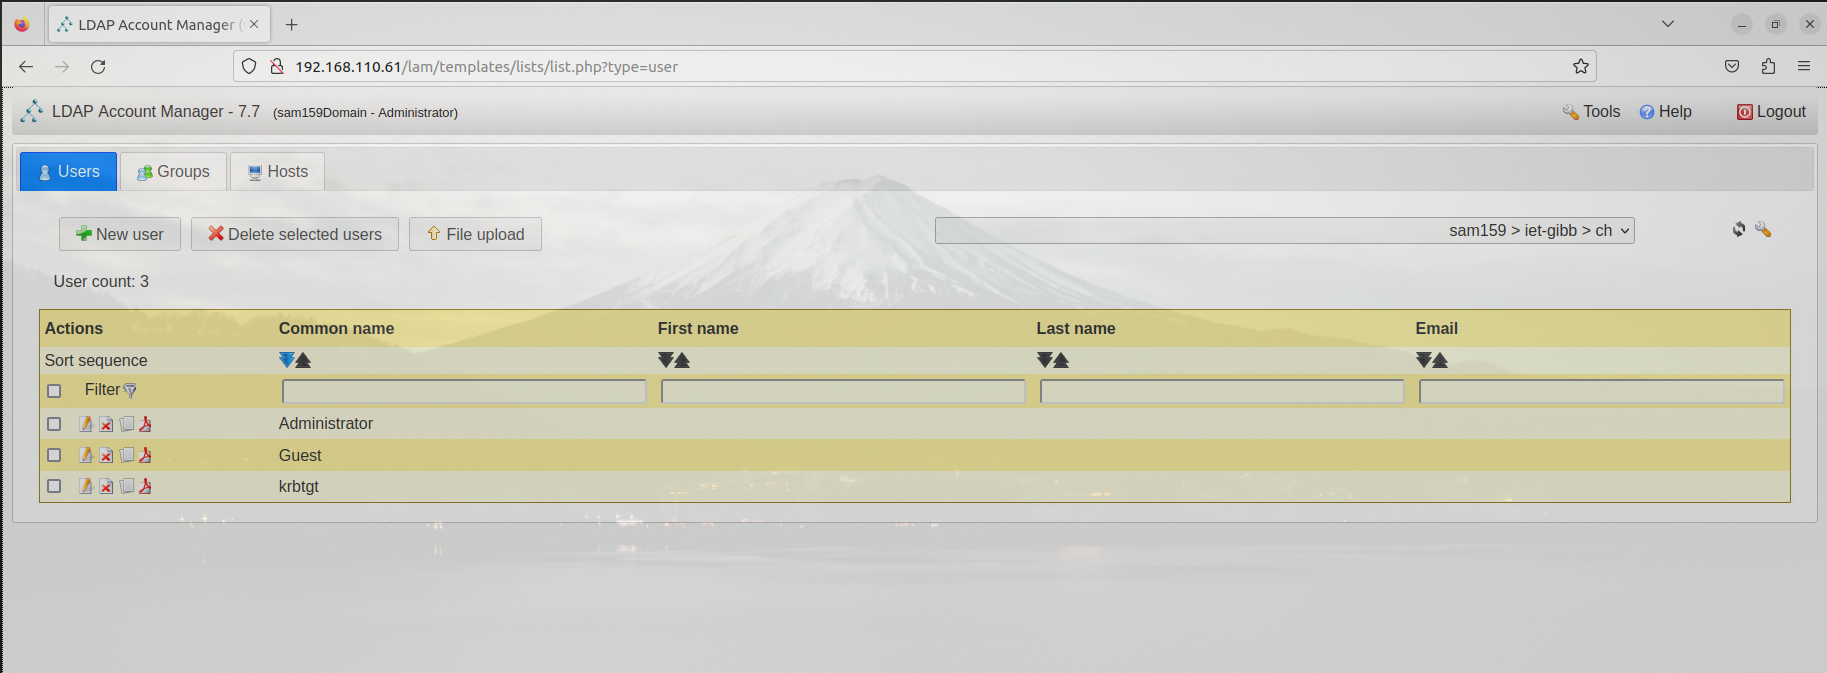 LDAP Account Manager (
192.168.110.61/lam/templates/lists/list.php?type=user
LDAP Account Manager - 7.7 (sam159Domain - Administrator) Tools Help Logout
Users Groups Hosts
New user Delete selected users File upload sam159 > iet-gibb > ch
User count: 3
Actions Common name First name Last name Email
Sort sequence
Filter
Administrator
Guest
krbtgt